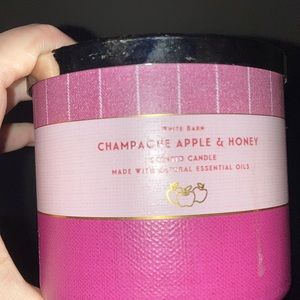 White Barn
CHAMPAGNE APPLE & HONEY
SCENTED CANDLE
MADE WITH NATURAL ESSENTIAL OILS